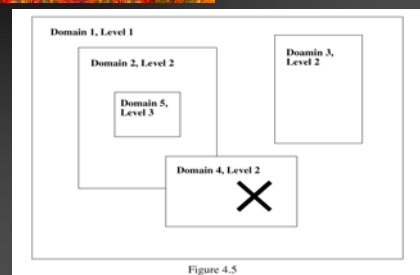 Domain 1, Level 1
Domain 2, Level 2
Doamin 3,
Level 2
Domain 5,
Level 3
Domain 4, Level 2
Figure 4.5